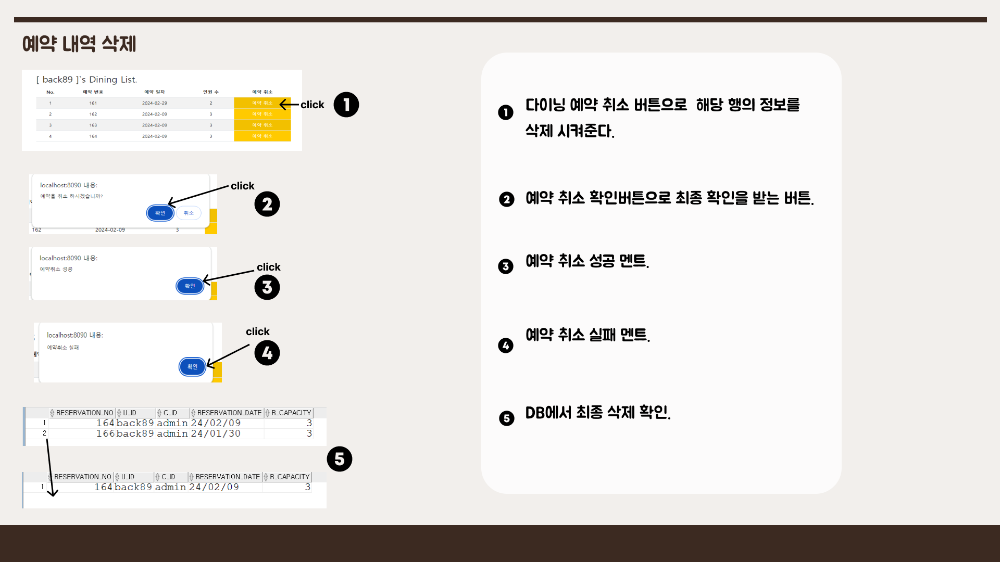 예약 내역 삭제
[ back89 ]`s Dining List.
No. 예약 번호 예약 일자 인원 수 예약 취소
1 161 2024-02-29 2 예약 취소
2 162 2024-02-09 3 예약 취소
3 163 2024-02-09 3 예약 취소
4 164 2024-02-09 3 예약 취소
click 1
localhost:8090 내용:
예약을 취소 하시겠습니까?
확인 취소
162 2024-02-09 3
click
2
localhost:8090 내용:
예약취소 성공
확인
click
3
localhost:8090 내용:
예약취소 실패
확인
click
4
RESERVATION_NO U_ID C_ID RESERVATION_DATE R_CAPACITY
1 164 back89 admin 24/02/09 3
2 166 back89 admin 24/01/30 3
5
RESERVATION_NO U_ID C_ID RESERVATION_DATE R_CAPACITY
1 164 back89 admin 24/02/09 3
1 다이닝 예약 취소 버튼으로 해당 행의 정보를
삭제 시켜준다.
2 예약 취소 확인버튼으로 최종 확인을 받는 버튼.
3 예약 취소 성공 멘트.
4 예약 취소 실패 멘트.
5 DB에서 최종 삭제 확인.